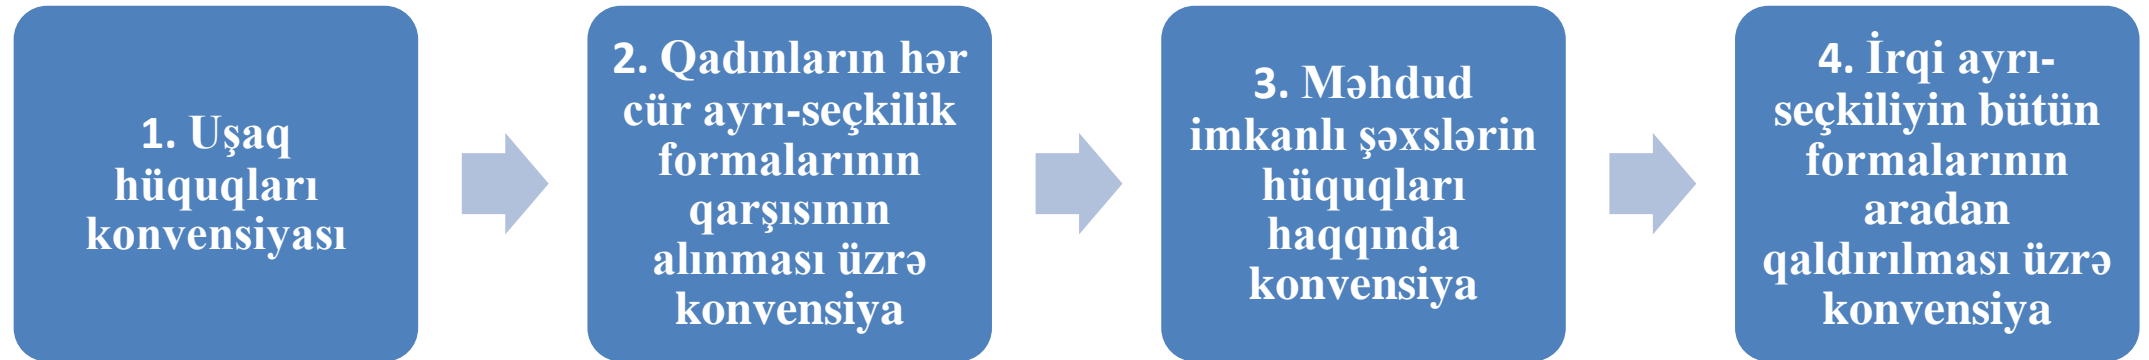 1. Uşaq
hüquqları
konvensiyası
2. Qadınların hər
cür ayrı-seçkilik
formalarının
qarşısının
alınması üzrə
konvensiya
3. Məhdud
imkanlı şəxslərin
hüquqları
haqqında
konvensiya
4. İrqi ayrı-
seçkiliyin bütün
formalarının
aradan
qaldırılması üzrə
konvensiya